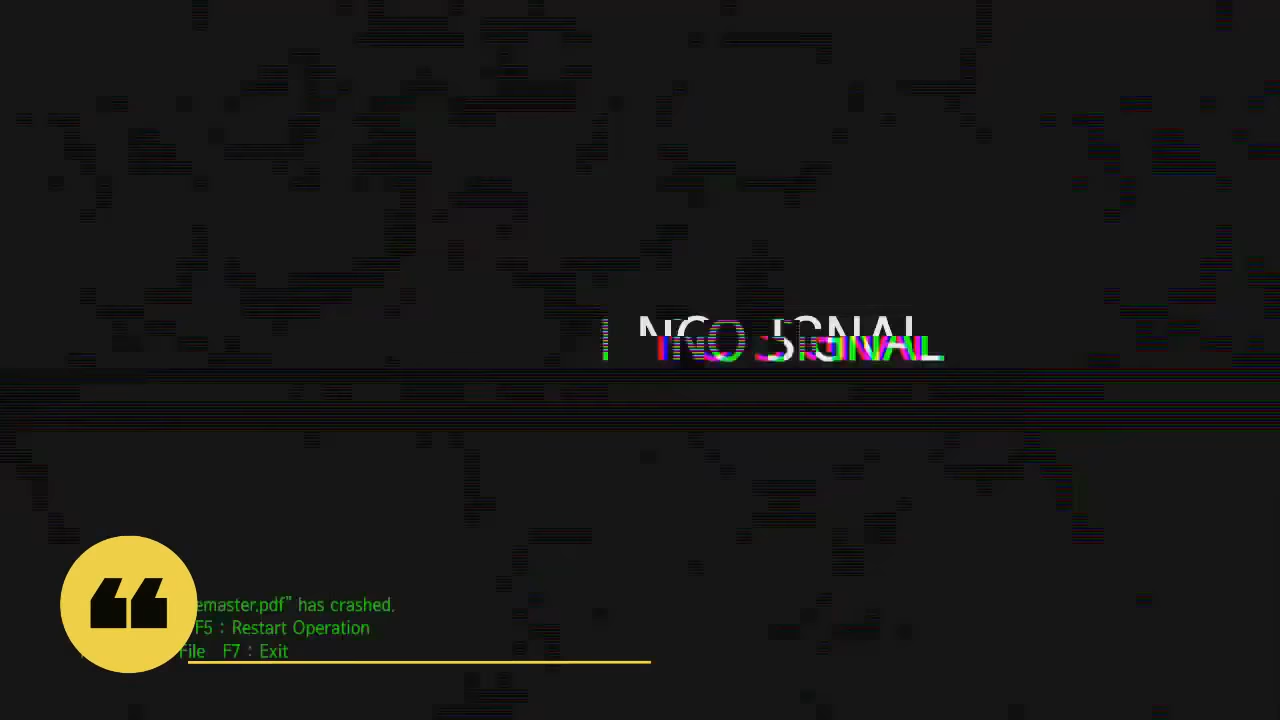 NO SIGNAL
emaster.pdf" has crashed.
F5 : Restart Operation
File F7 : Exit